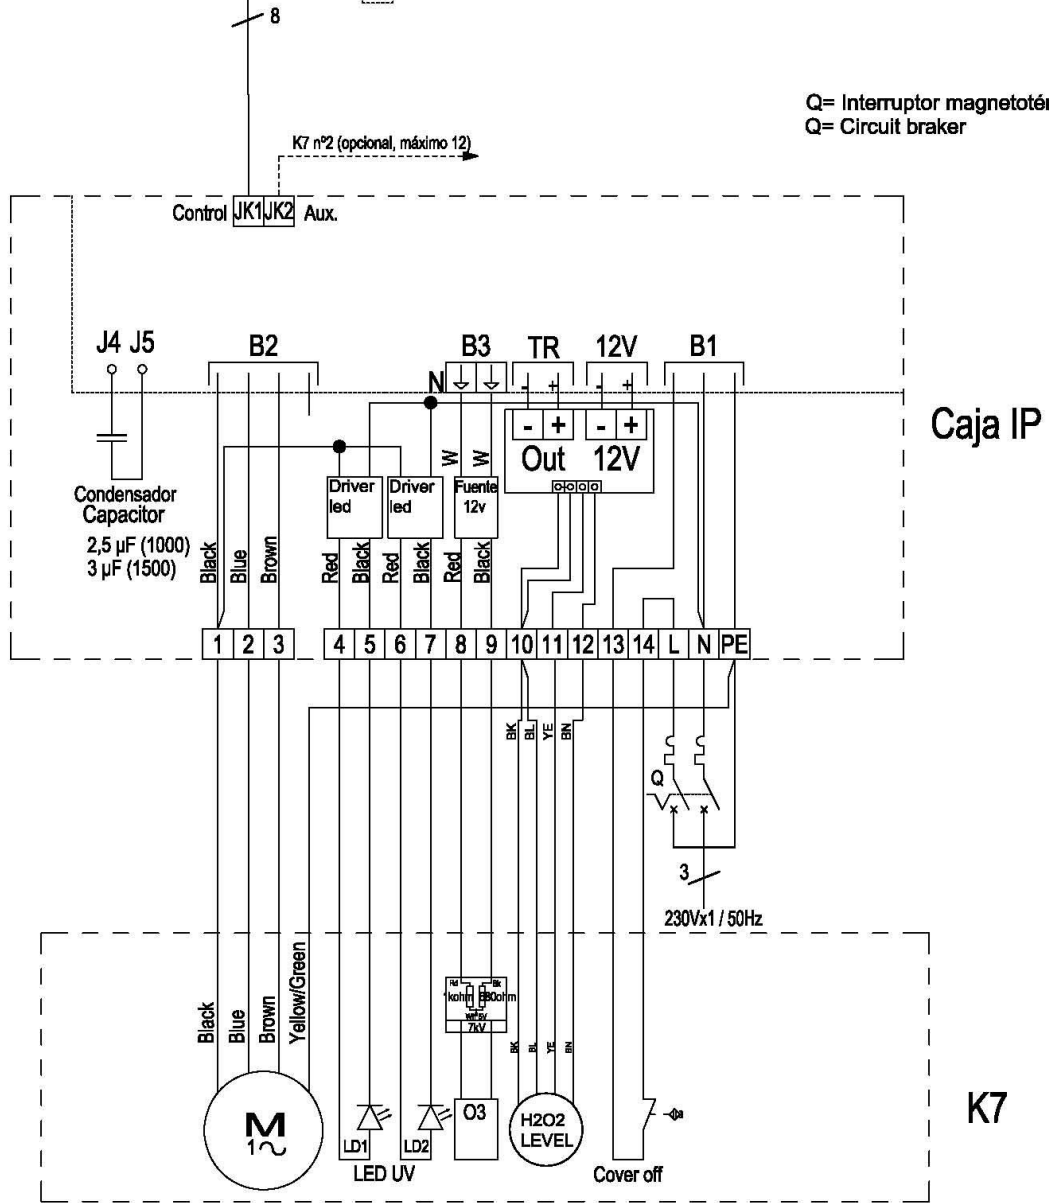 8
Q= Interruptor magnetotér
Q= Circuit braker
K7 nº2 (opcional, máximo 12)
Control JK1 JK2 Aux.
J4 J5 B2 B3 TR 12V B1
N - + - +
- + - +
Out 12V
Caja IP
W W
Driver led
Driver led
Fuente 12v
Condensador
Capacitor
2,5 µF (1000)
3 µF (1500)
Black Blue Brown Red Black Red Black Red Black
1 2 3 4 5 6 7 8 9 10 11 12 13 14 L N PE
BK BL YE BN
Q
3
230Vx1 / 50Hz
Black Blue Brown Yellow/Green
Rd Bk
1kohm 680ohm
7kV
BK BL YE BN
M
1
LD1 LD2
LED UV
O3
H2O2
LEVEL
Cover off
K7